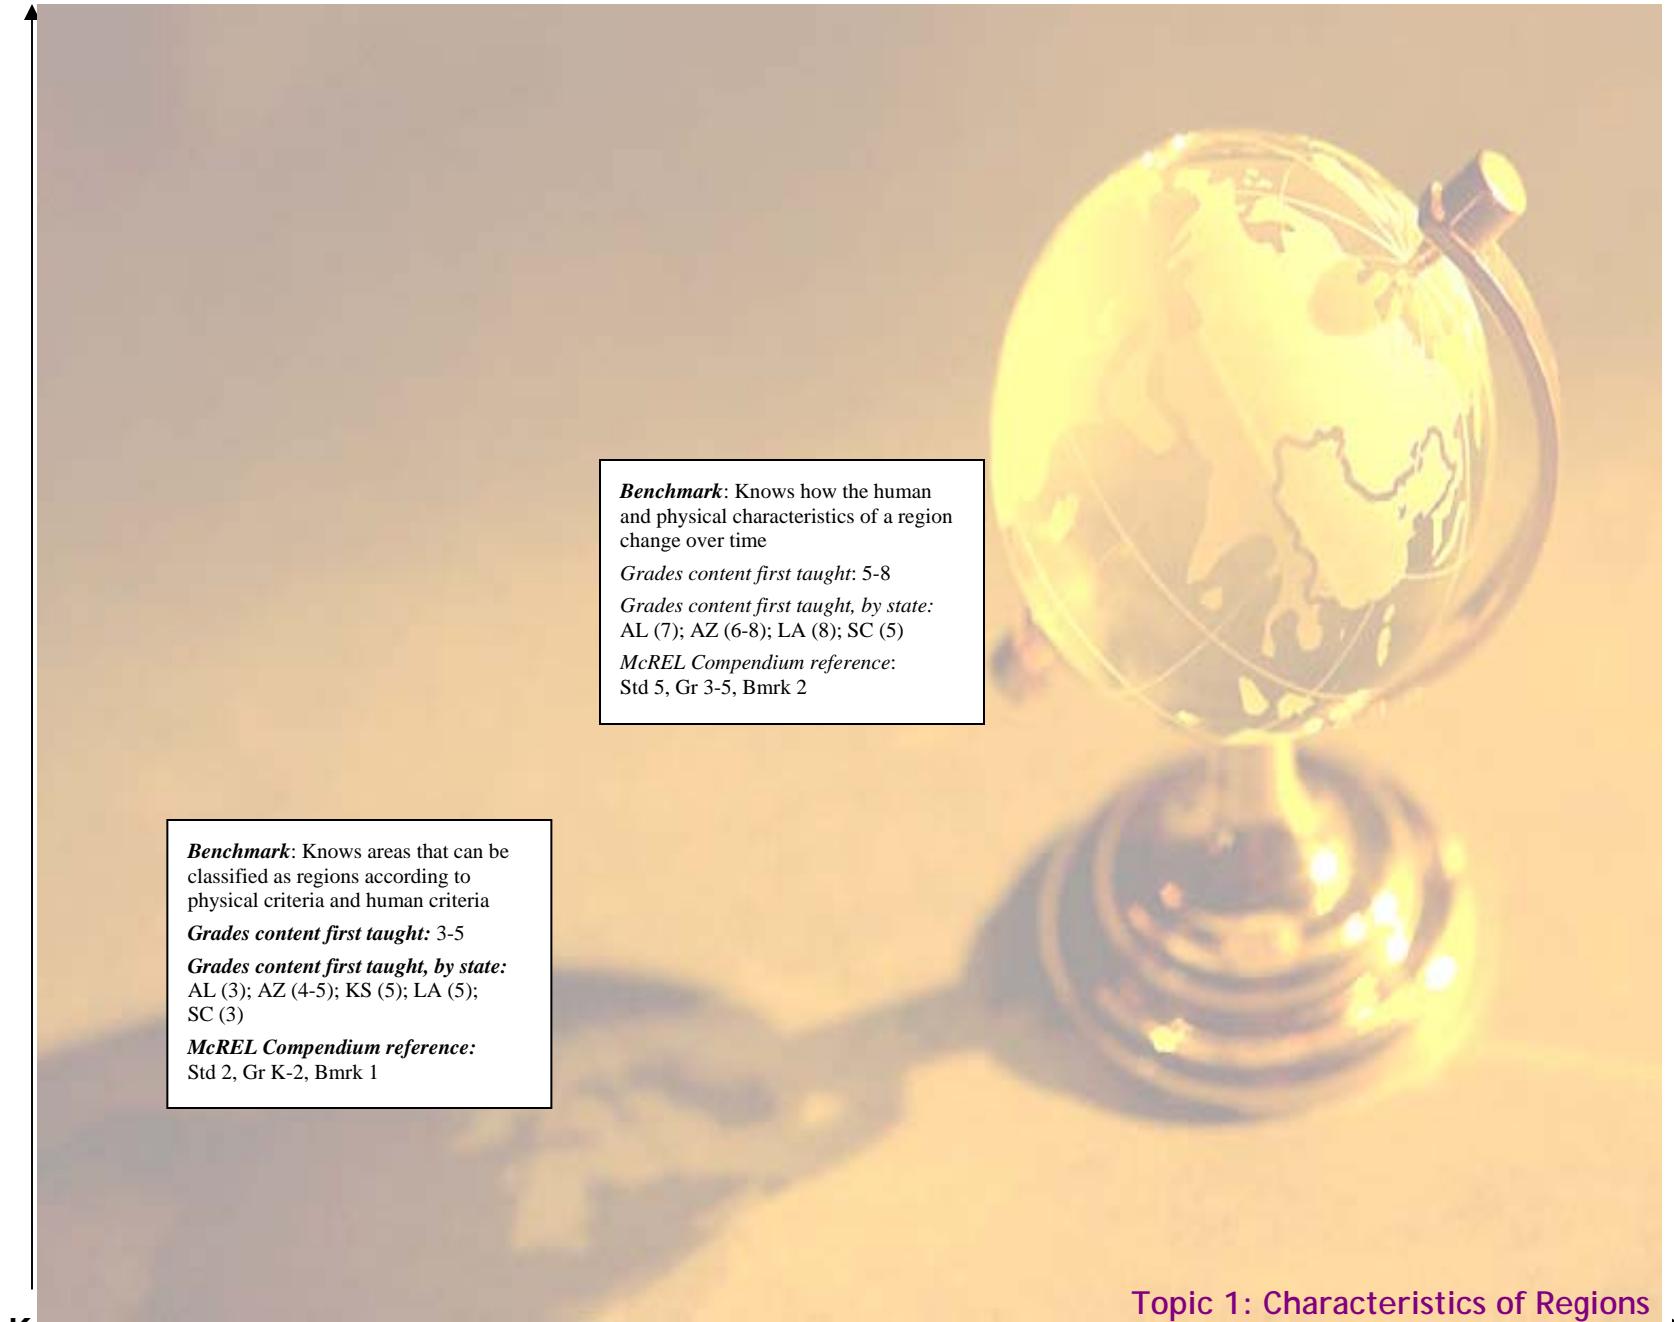 Benchmark: Knows how the human
and physical characteristics of a region
change over time
Grades content first taught: 5-8
Grades content first taught, by state:
AL (7); AZ (6-8); LA (8); SC (5)
McREL Compendium reference:
Std 5, Gr 3-5, Bmrk 2
Benchmark: Knows areas that can be
classified as regions according to
physical criteria and human criteria
Grades content first taught: 3-5
Grades content first taught, by state:
AL (3); AZ (4-5); KS (5); LA (5);
SC (3)
McREL Compendium reference:
Std 2, Gr K-2, Bmrk 1
Topic 1: Characteristics of Regions